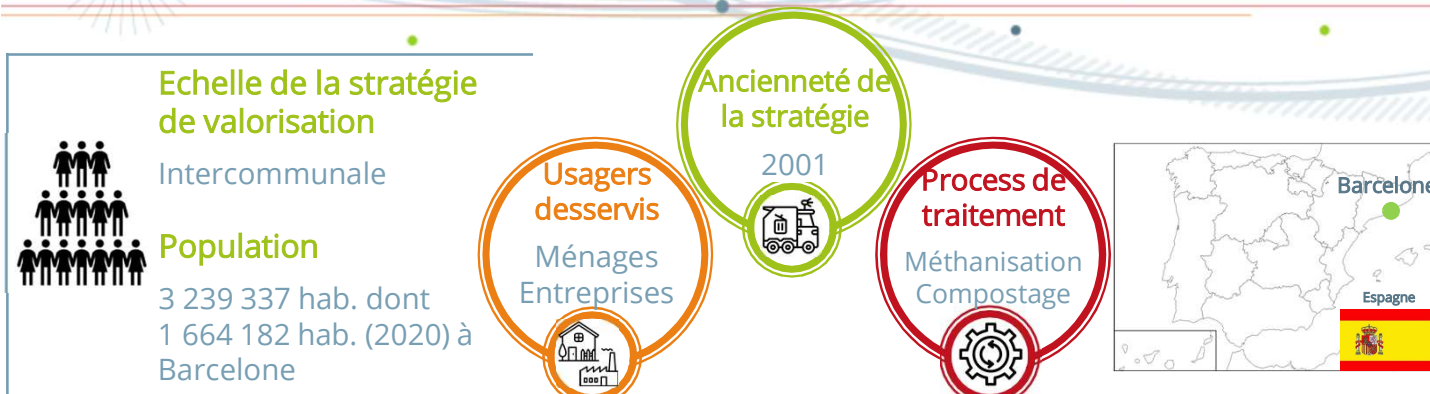 Echelle de la stratégie
de valorisation
Intercommunale
Population
3 239 337 hab. dont
1 664 182 hab. (2020) à
Barcelone
Usagers
desservis
Ménages
Entreprises
Ancienneté de
la stratégie
2001
Process de
traitement
Méthanisation
Compostage
Barcelone
Espagne